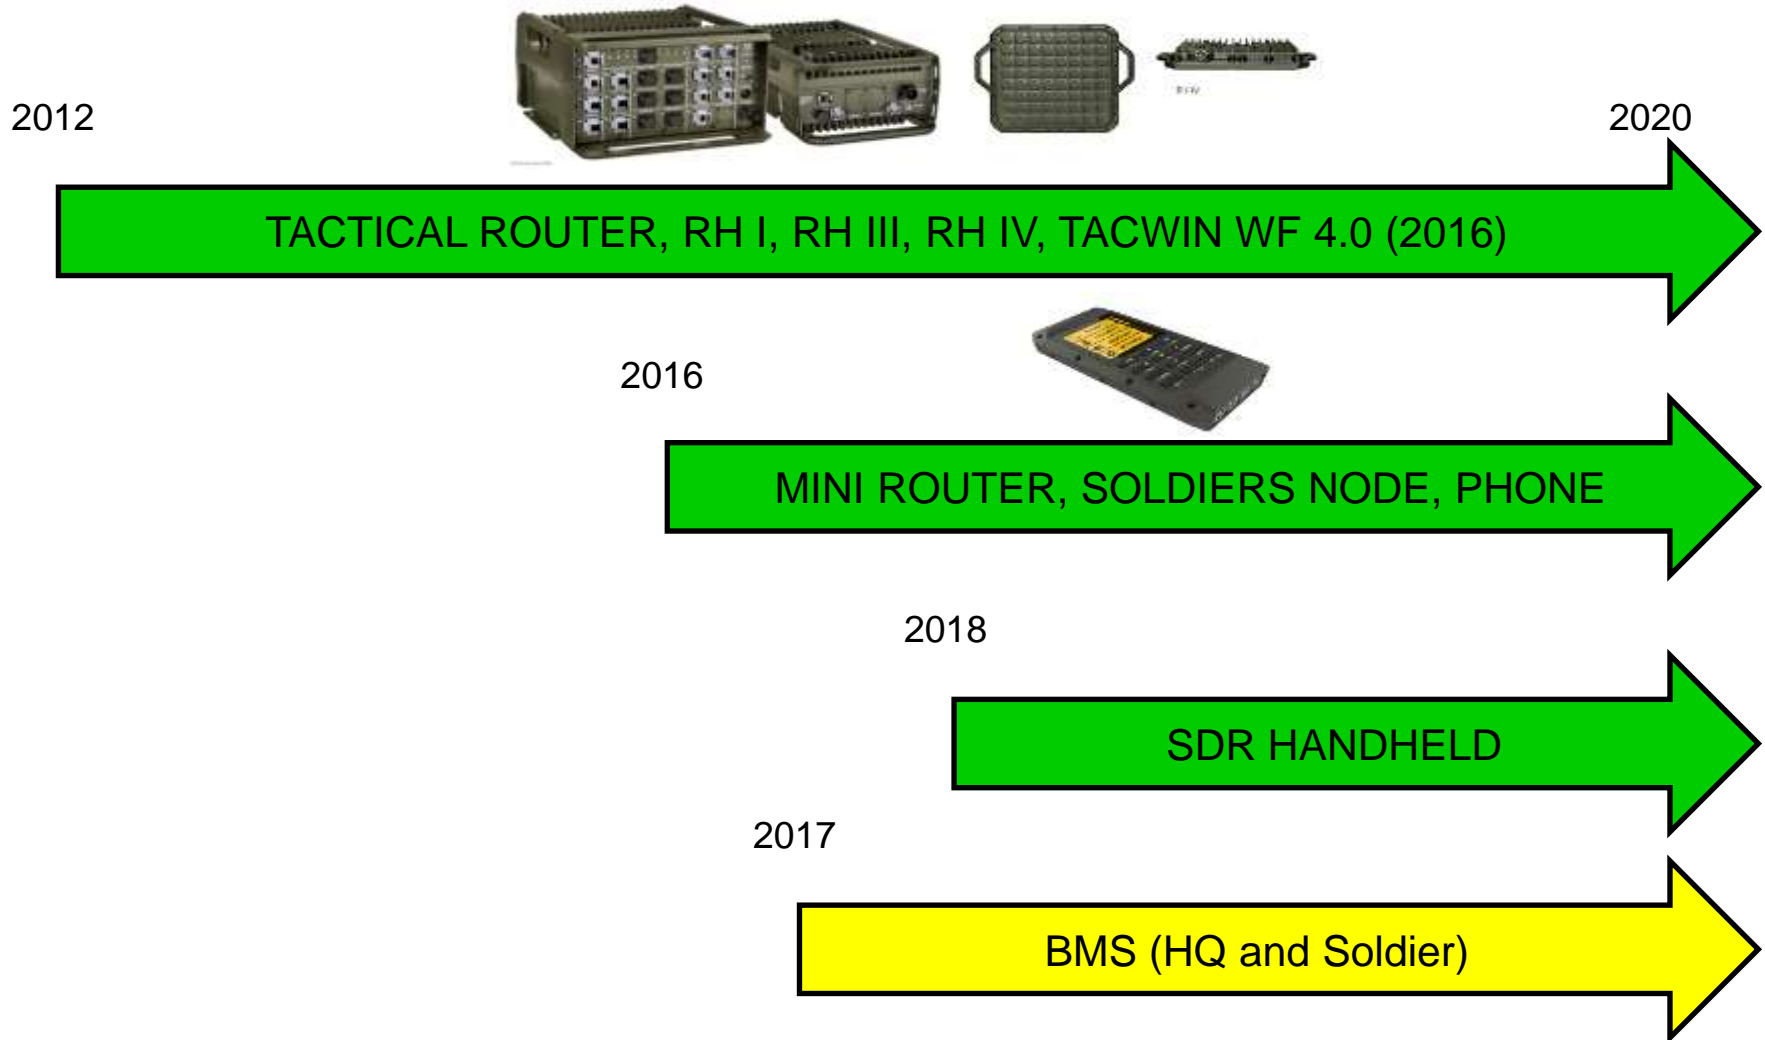 2012
2020
TACTICAL ROUTER, RH I, RH III, RH IV, TACWIN WF 4.0 (2016)
2016
MINI ROUTER, SOLDIERS NODE, PHONE
2018
SDR HANDHELD
2017
BMS (HQ and Soldier)